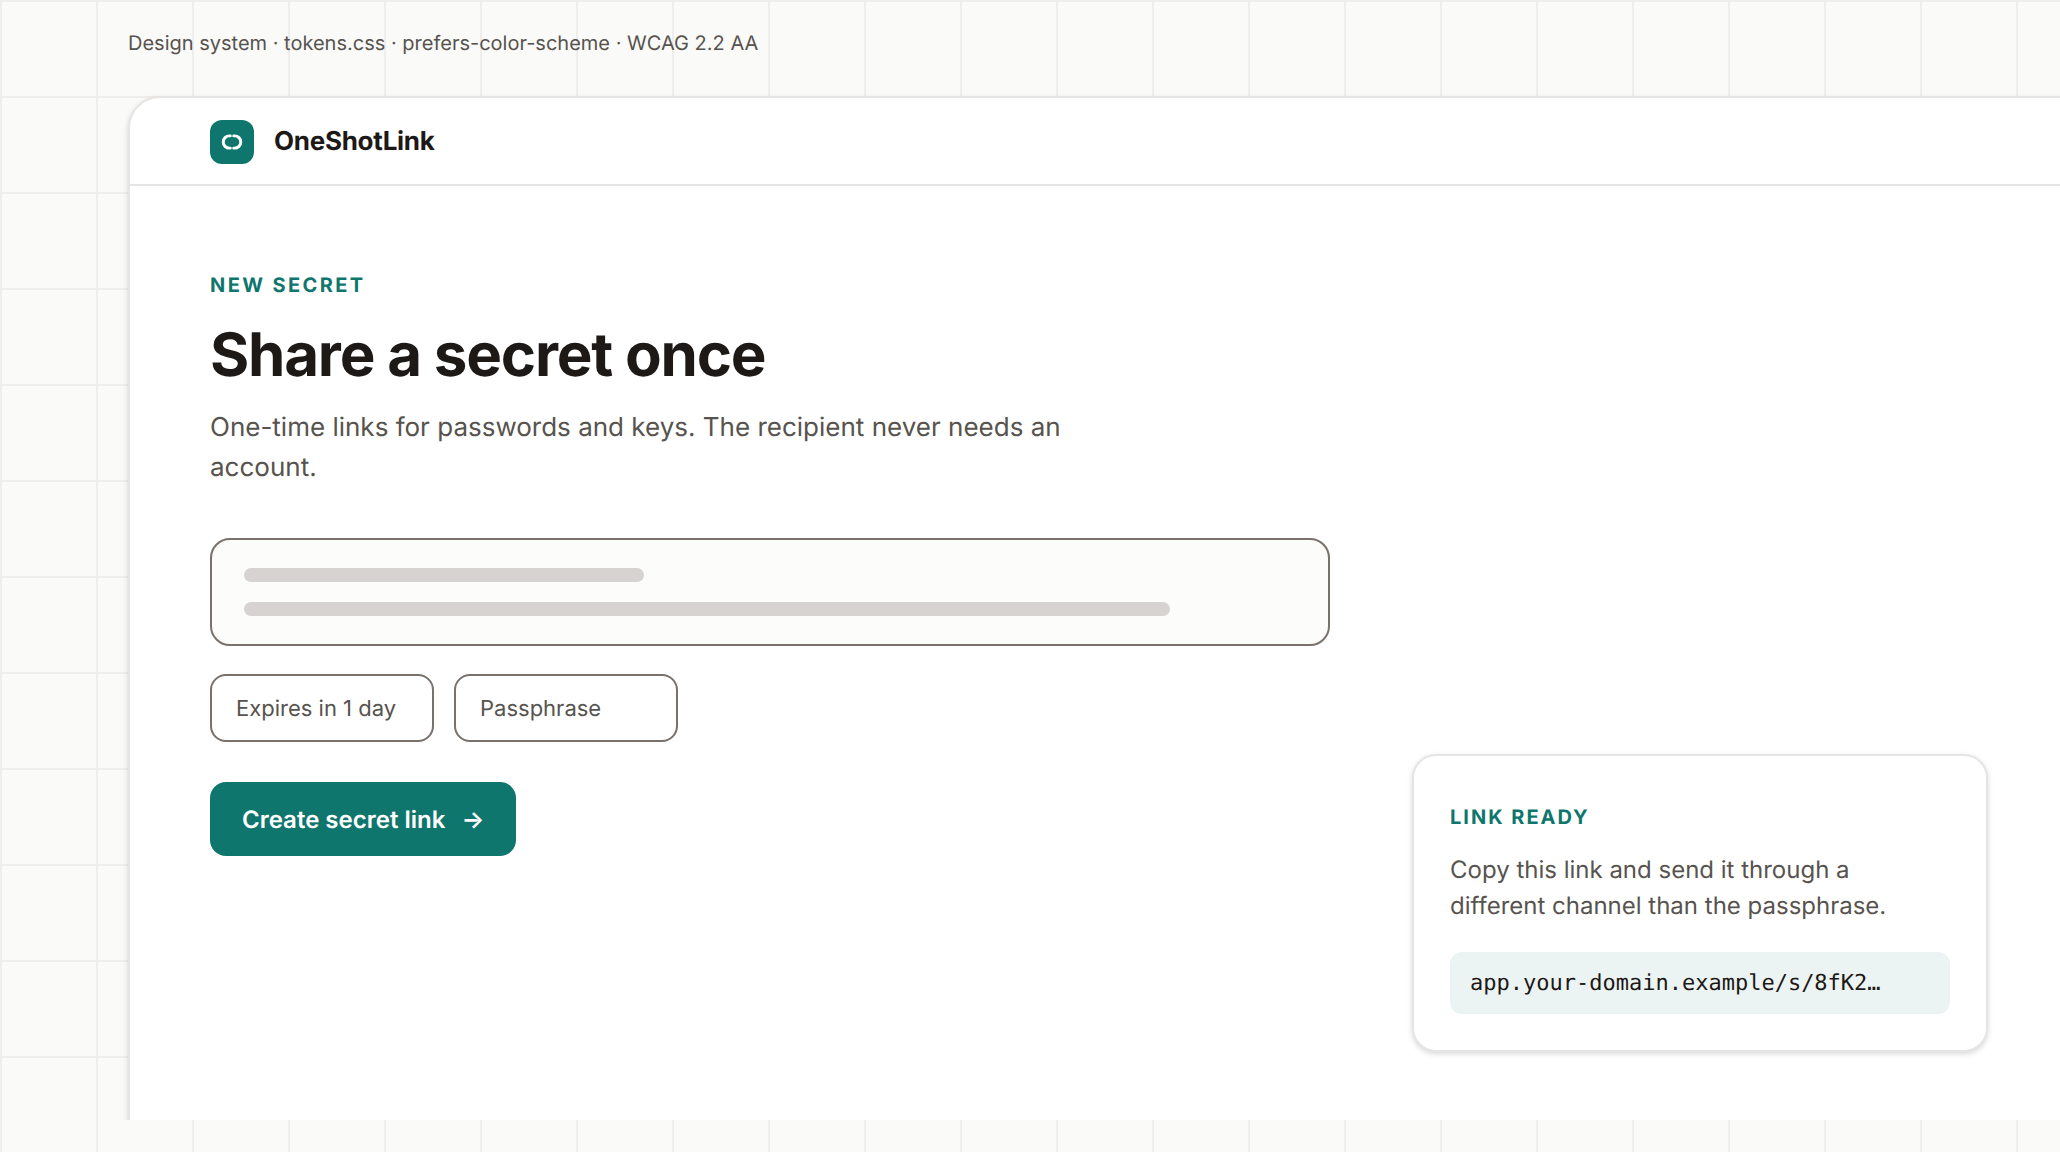 Design system · tokens.css · prefers-color-scheme · WCAG 2.2 AA
OneShotLink
NEW SECRET
Share a secret once
One-time links for passwords and keys. The recipient never needs an
account.
Expires in 1 day
Passphrase
Create secret link →
LINK READY
Copy this link and send it through a
different channel than the passphrase.
app.your-domain.example/s/8fK2…